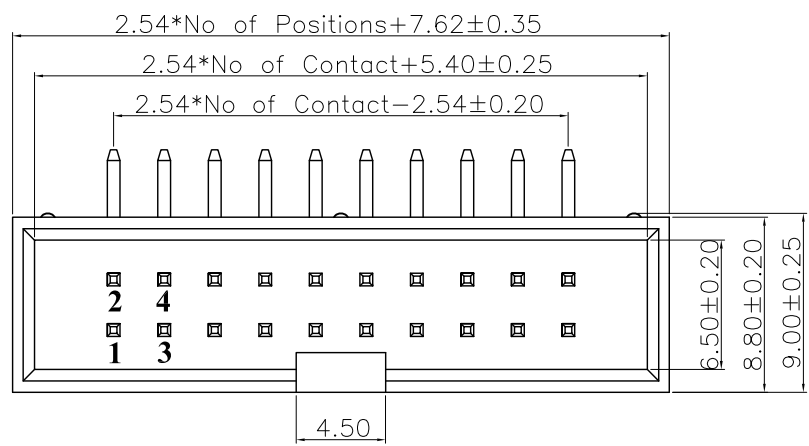 2.54*No of Positions+7.62±0.35
2.54*No of Contact+5.40±0.25
2.54*No of Contact−2.54±0.20
2 4
1 3
6.50±0.20
8.80±0.20
9.00±0.25
4.50